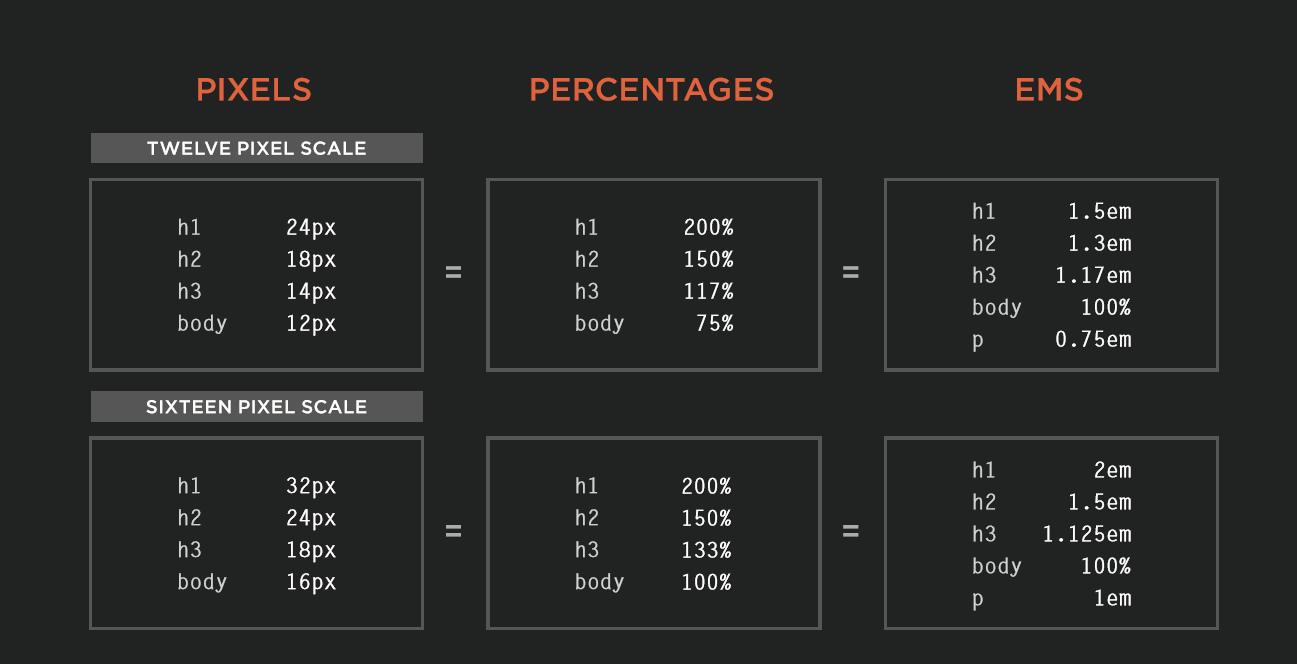 PIXELS PERCENTAGES EMS
TWELVE PIXEL SCALE
h1 24px
h2 18px
h3 14px
body 12px
=
h1 200%
h2 150%
h3 117%
body 75%
=
h1 1.5em
h2 1.3em
h3 1.17em
body 100%
p 0.75em
SIXTEEN PIXEL SCALE
h1 32px
h2 24px
h3 18px
body 16px
=
h1 200%
h2 150%
h3 133%
body 100%
=
h1 2em
h2 1.5em
h3 1.125em
body 100%
p 1em